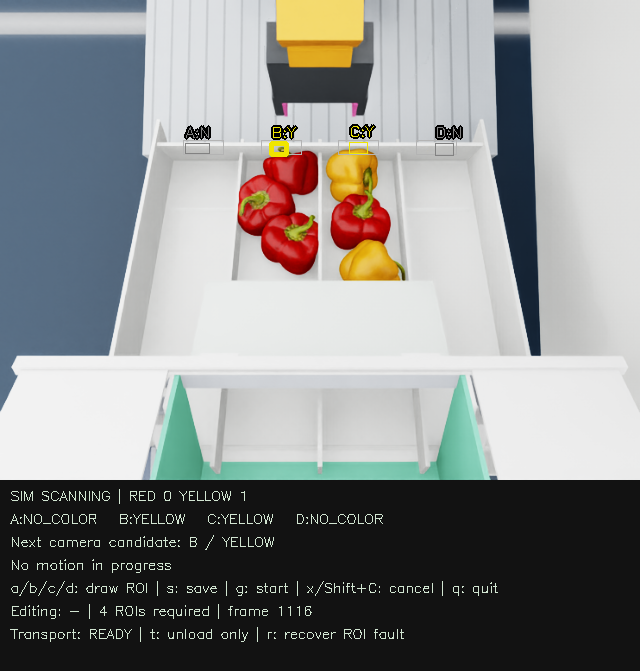 A:N B:Y C:Y D:N
SIM SCANNING | RED 0 YELLOW 1
A:NO_COLOR B:YELLOW C:YELLOW D:NO_COLOR
Next camera candidate: B / YELLOW
No motion in progress
a/b/c/d: draw ROI | s: save | g: start | x/Shift+C: cancel | q: quit
Editing: – | 4 ROIs required | frame 1116
Transport: READY | t: unload only | r: recover ROI fault